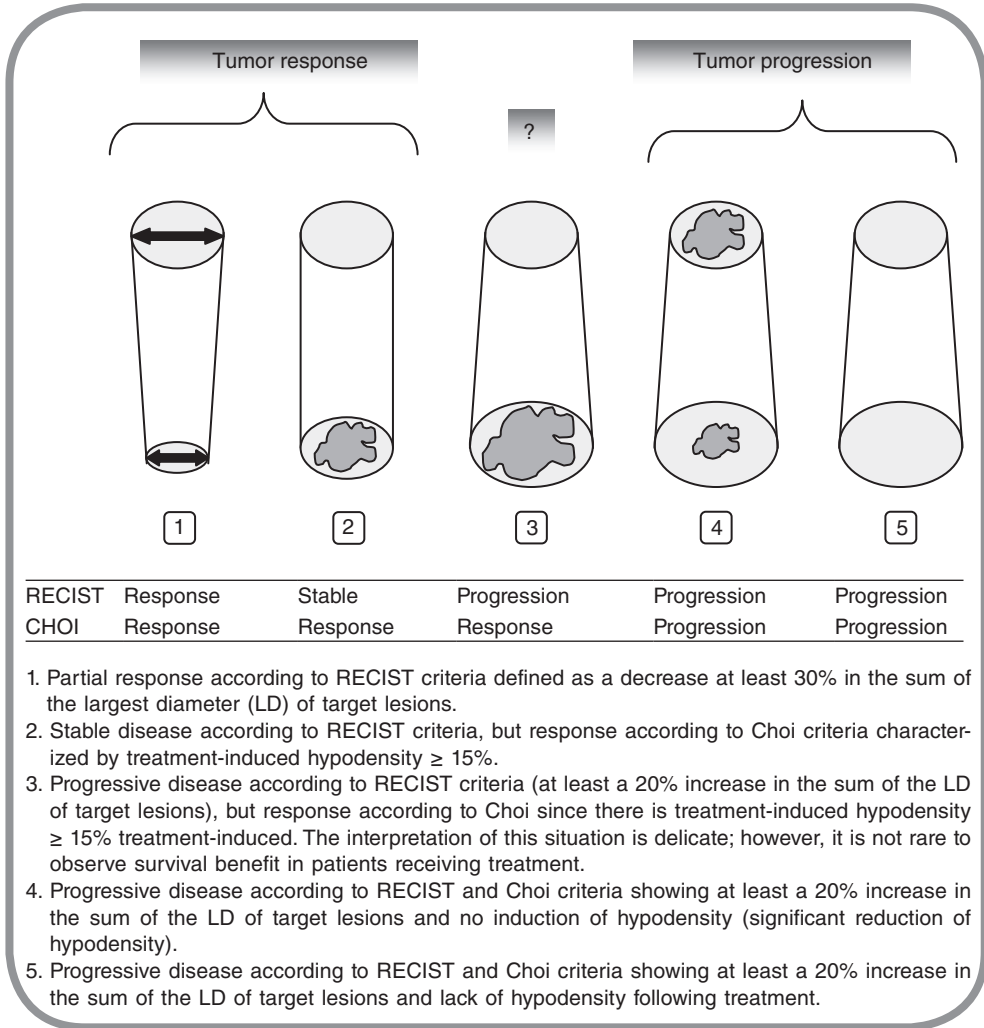 Tumor response
Tumor progression
?
1 2 3 4 5
RECIST Response Stable Progression Progression Progression
CHOI Response Response Response Progression Progression
1. Partial response according to RECIST criteria defined as a decrease at least 30% in the sum of
the largest diameter (LD) of target lesions.
2. Stable disease according to RECIST criteria, but response according to Choi criteria character-
ized by treatment-induced hypodensity ≥ 15%.
3. Progressive disease according to RECIST criteria (at least a 20% increase in the sum of the LD
of target lesions), but response according to Choi since there is treatment-induced hypodensity
≥ 15% treatment-induced. The interpretation of this situation is delicate; however, it is not rare to
observe survival benefit in patients receiving treatment.
4. Progressive disease according to RECIST and Choi criteria showing at least a 20% increase in
the sum of the LD of target lesions and no induction of hypodensity (significant reduction of
hypodensity).
5. Progressive disease according to RECIST and Choi criteria showing at least a 20% increase in
the sum of the LD of target lesions and lack of hypodensity following treatment.